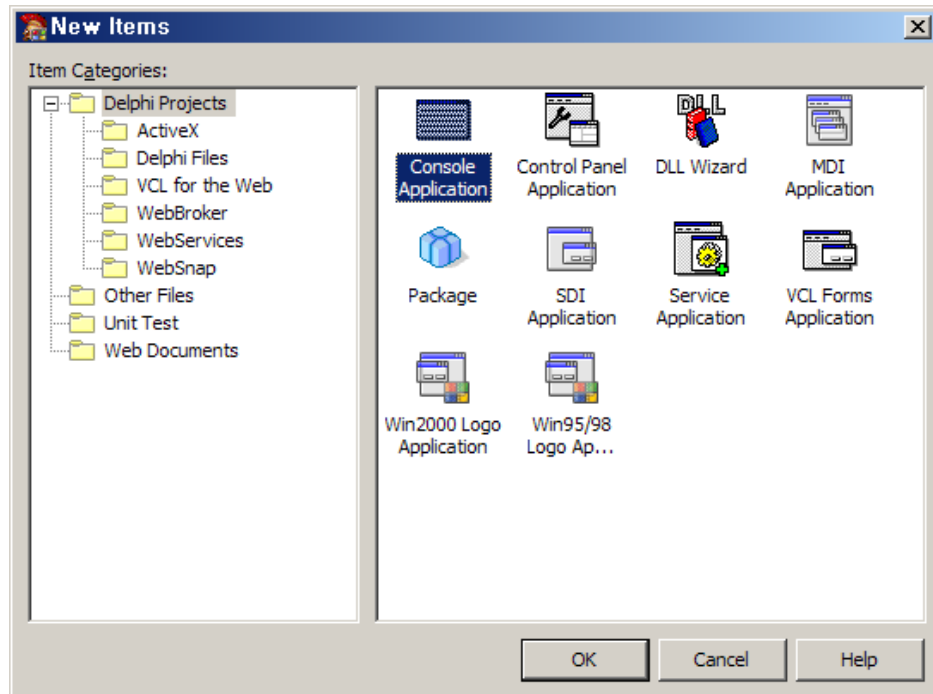 New Items
Item Categories:
Delphi Projects
ActiveX
Delphi Files
VCL for the Web
WebBroker
WebServices
WebSnap
Other Files
Unit Test
Web Documents
Console
Application
Control Panel
Application
DLL
DLL Wizard
MDI
Application
Package
SDI
Application
Service
Application
VCL Forms
Application
Win2000 Logo
Application
Win95/98
Logo Ap...
OK
Cancel
Help